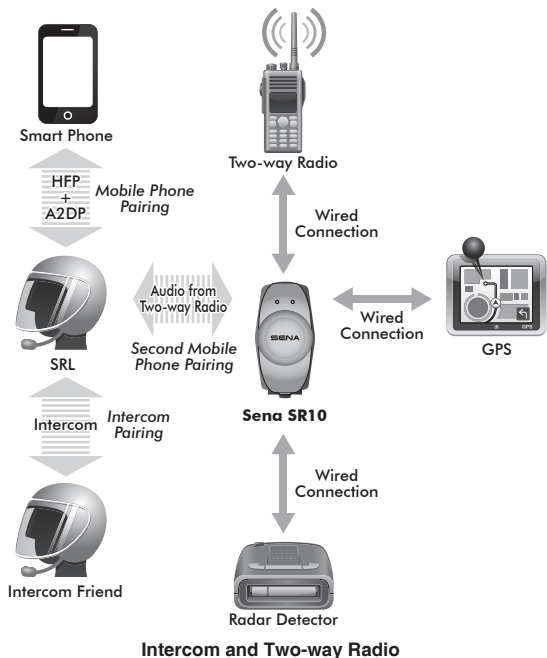 Smart Phone
Two-way Radio
HFP
+
A2DP
Mobile Phone
Pairing
Wired
Connection
Audio from
Two-way Radio
SENA
Wired
Connection
GPS
GPS
SRL
Second Mobile
Phone Pairing
Sena SR10
Intercom
Intercom
Pairing
Wired
Connection
Intercom Friend
Radar Detector
Intercom and Two-way Radio